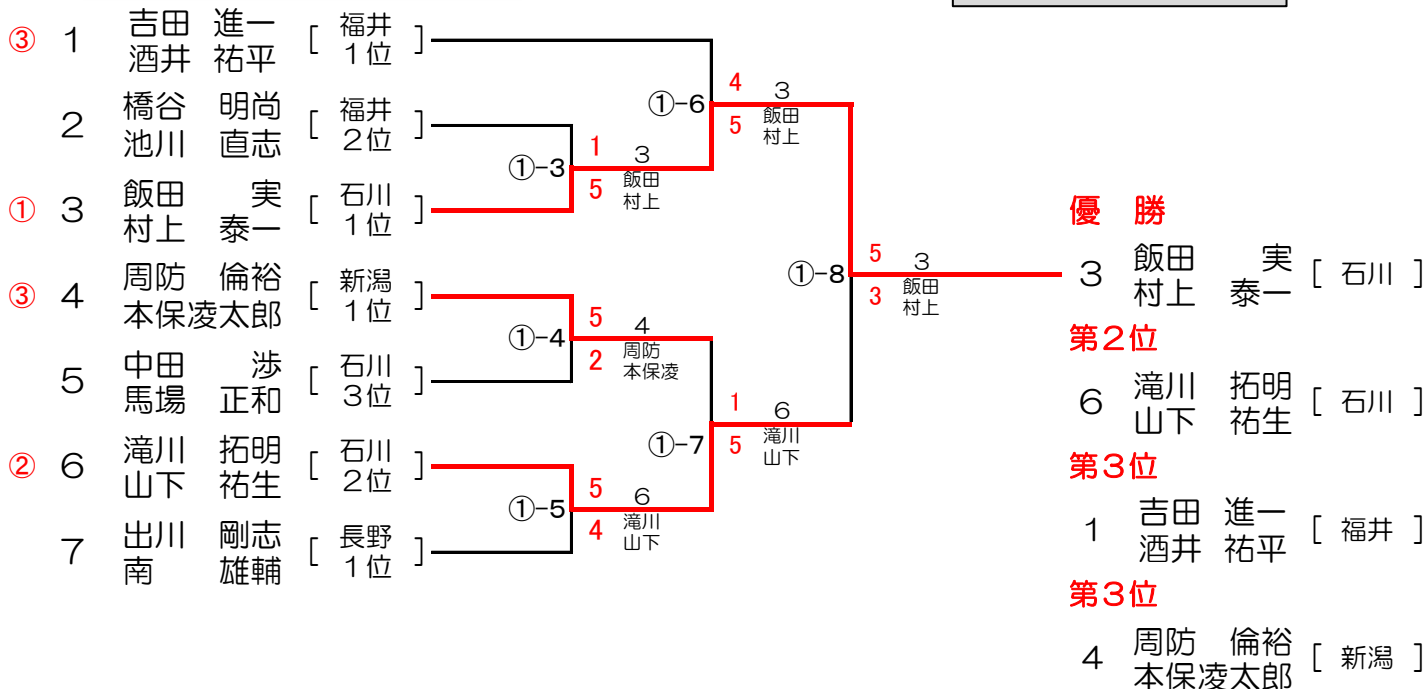 ③ 1 吉田 進一 [ 福井 ]
酒井 祐平 1位
2 橋谷 明尚 [ 福井 ]
池川 直志 2位
① 3 飯田 実 [ 石川 ]
村上 泰一 1位
③ 4 周防 倫裕 [ 新潟 ]
本保凌太郎 1位
5 中田 渉 [ 石川 ]
馬場 正和 3位
② 6 滝川 拓明 [ 石川 ]
山下 祐生 2位
7 出川 剛志 [ 長野 ]
南 雄輔 1位
①-3
1 3
5 飯田
村上
①-4
5 4
2 周防
本保凌
①-5
5 6
4 滝川
山下
①-6
4 3
5 飯田
村上
①-7
1 6
5 滝川
山下
①-8
5 3
3 飯田
村上
優 勝
3 飯田 実 [ 石川 ]
村上 泰一
第2位
6 滝川 拓明 [ 石川 ]
山下 祐生
第3位
1 吉田 進一 [ 福井 ]
酒井 祐平
第3位
4 周防 倫裕 [ 新潟 ]
本保凌太郎